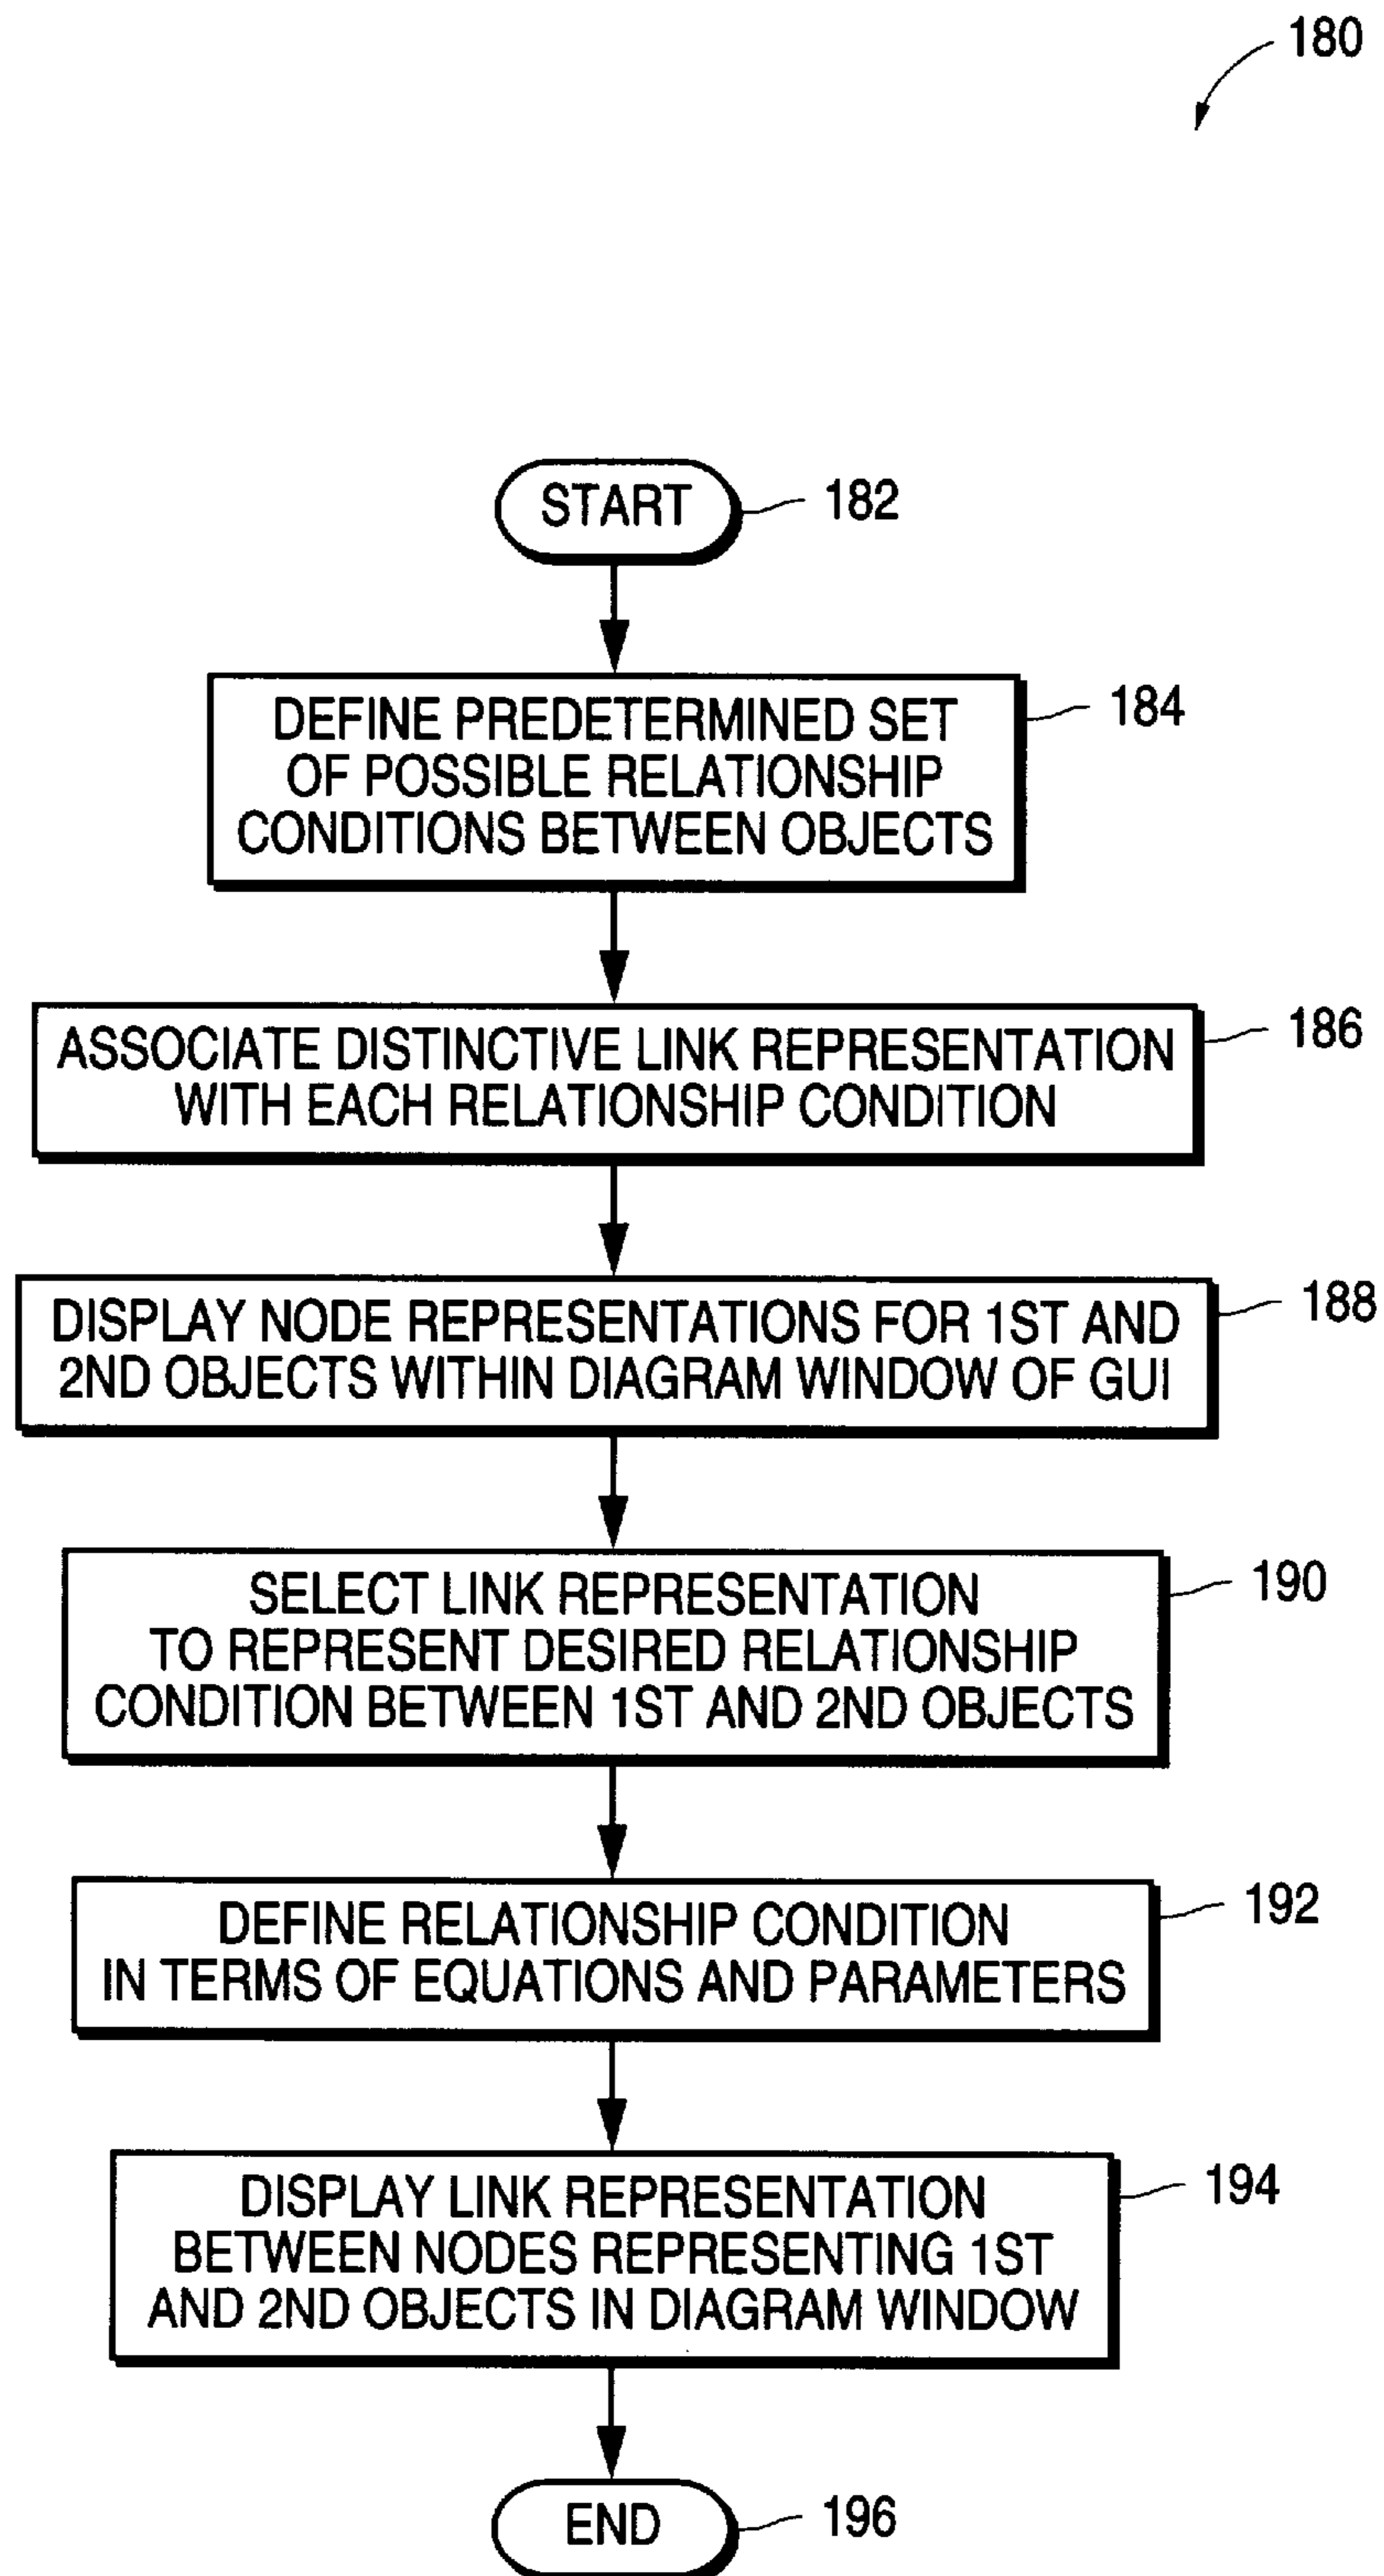 180
START
182
DEFINE PREDETERMINED SET
OF POSSIBLE RELATIONSHIP
CONDITIONS BETWEEN OBJECTS
184
ASSOCIATE DISTINCTIVE LINK REPRESENTATION
WITH EACH RELATIONSHIP CONDITION
186
DISPLAY NODE REPRESENTATIONS FOR 1ST AND
2ND OBJECTS WITHIN DIAGRAM WINDOW OF GUI
188
SELECT LINK REPRESENTATION
TO REPRESENT DESIRED RELATIONSHIP
CONDITION BETWEEN 1ST AND 2ND OBJECTS
190
DEFINE RELATIONSHIP CONDITION
IN TERMS OF EQUATIONS AND PARAMETERS
192
DISPLAY LINK REPRESENTATION
BETWEEN NODES REPRESENTING 1ST
AND 2ND OBJECTS IN DIAGRAM WINDOW
194
END
196